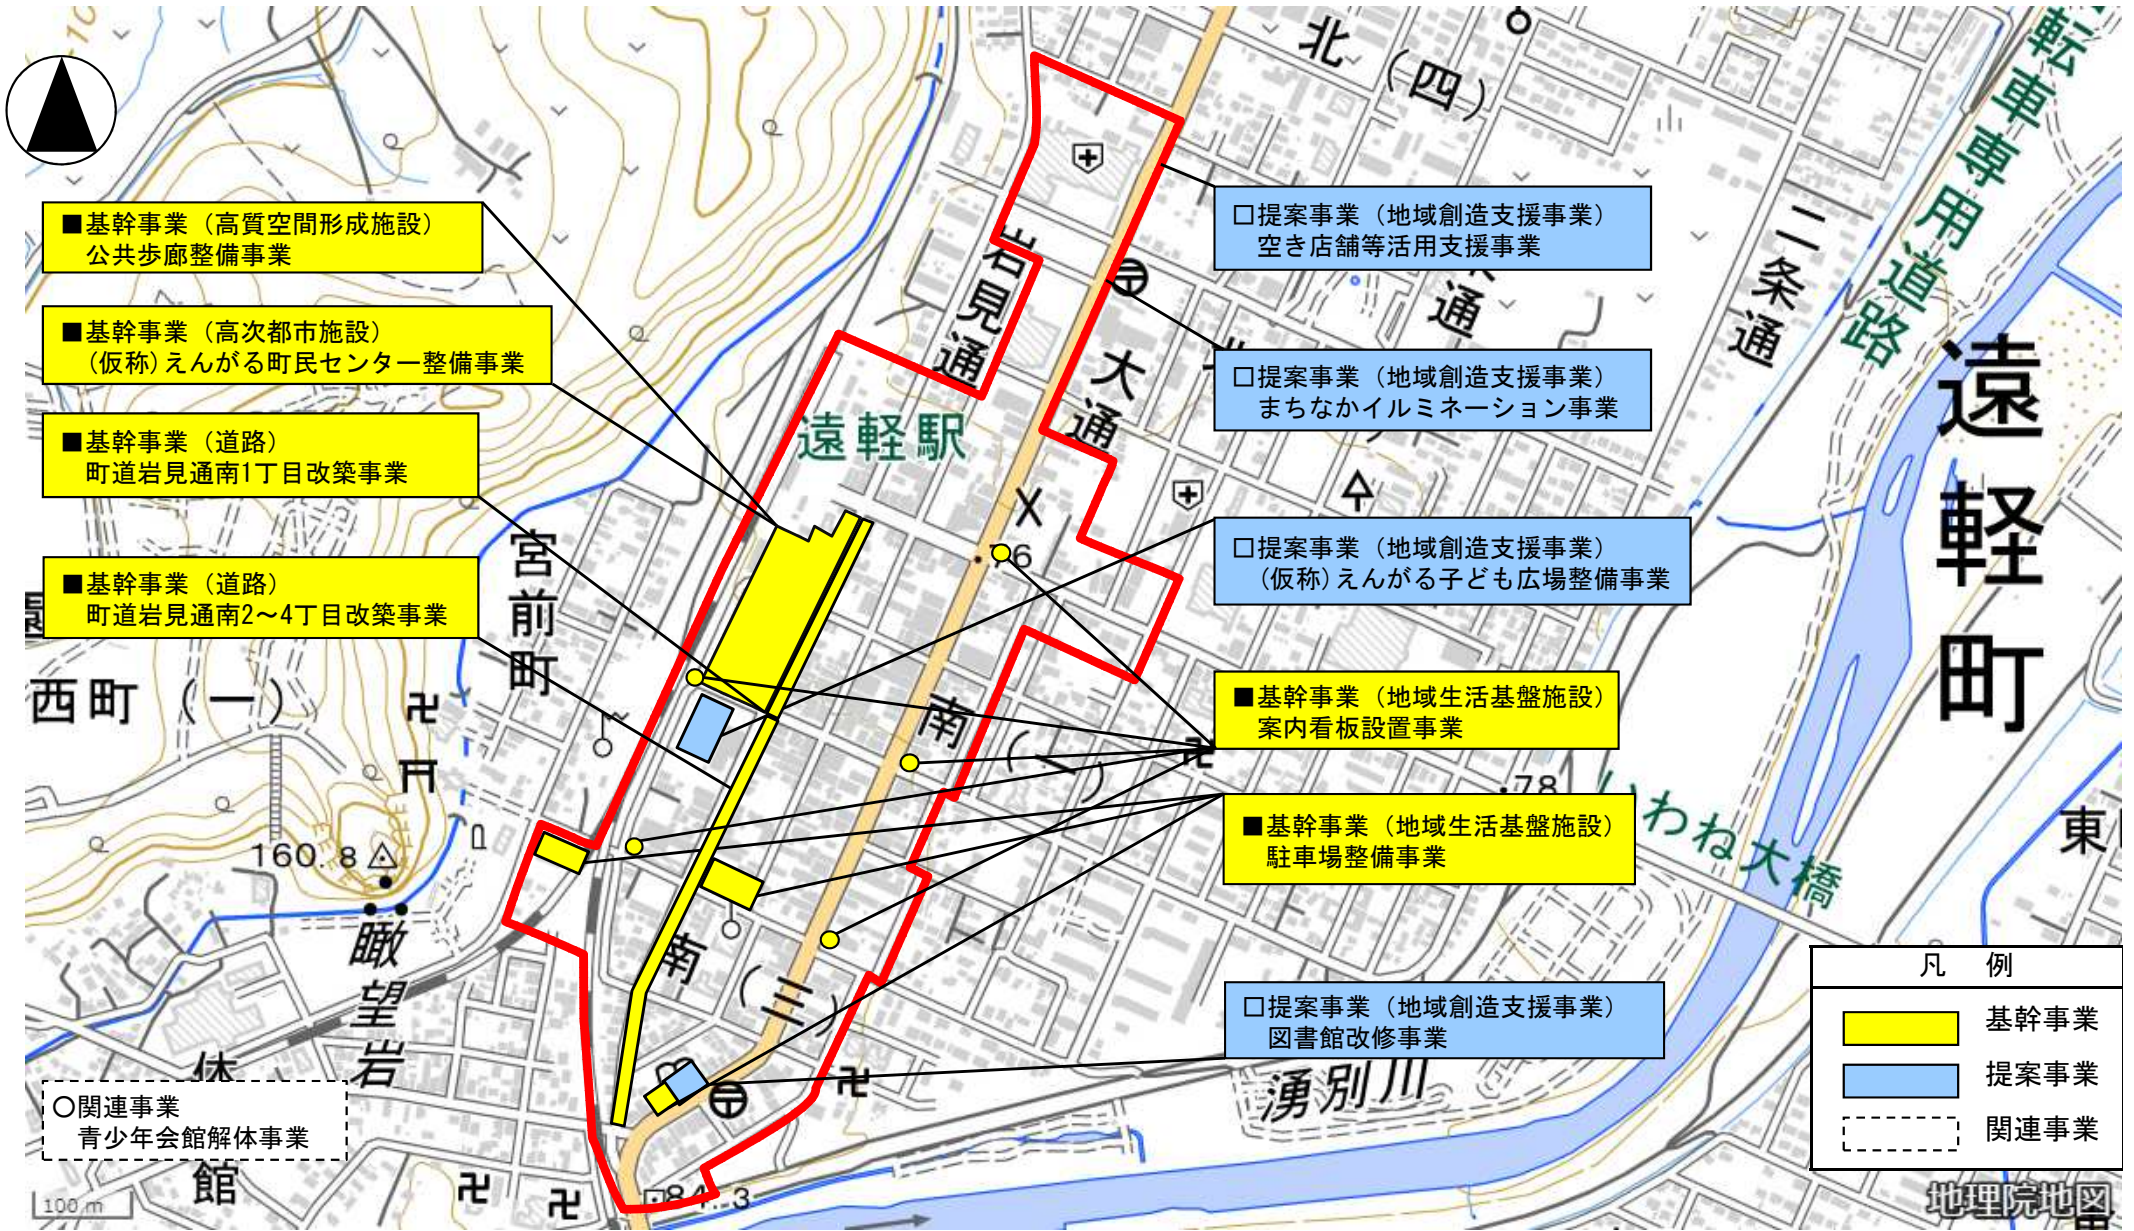 北(四)
転車専用道路
■基幹事業（高質空間形成施設）
公共歩廊整備事業
□提案事業（地域創造支援事業）
空き店舗等活用支援事業
岩見通
二条通
通
■基幹事業（高次都市施設）
(仮称)えんがる町民センター整備事業
大通
□提案事業（地域創造支援事業）
まちなかイルミネーション事業
遠軽町
■基幹事業（道路）
町道岩見通南1丁目改築事業
遠軽駅
□提案事業（地域創造支援事業）
(仮称)えんがる子ども広場整備事業
宮前町
■基幹事業（道路）
町道岩見通南2～4丁目改築事業
西町(一)
南(一)
■基幹事業（地域生活基盤施設）
案内看板設置事業
78
いわね大橋
■基幹事業（地域生活基盤施設）
駐車場整備事業
東
160.8
瞰望岩
南(三)
□提案事業（地域創造支援事業）
図書館改修事業
凡 例
基幹事業
提案事業
関連事業
湧別川
〇関連事業
青少年会館解体事業
館
84.3
100 m
地理院地図